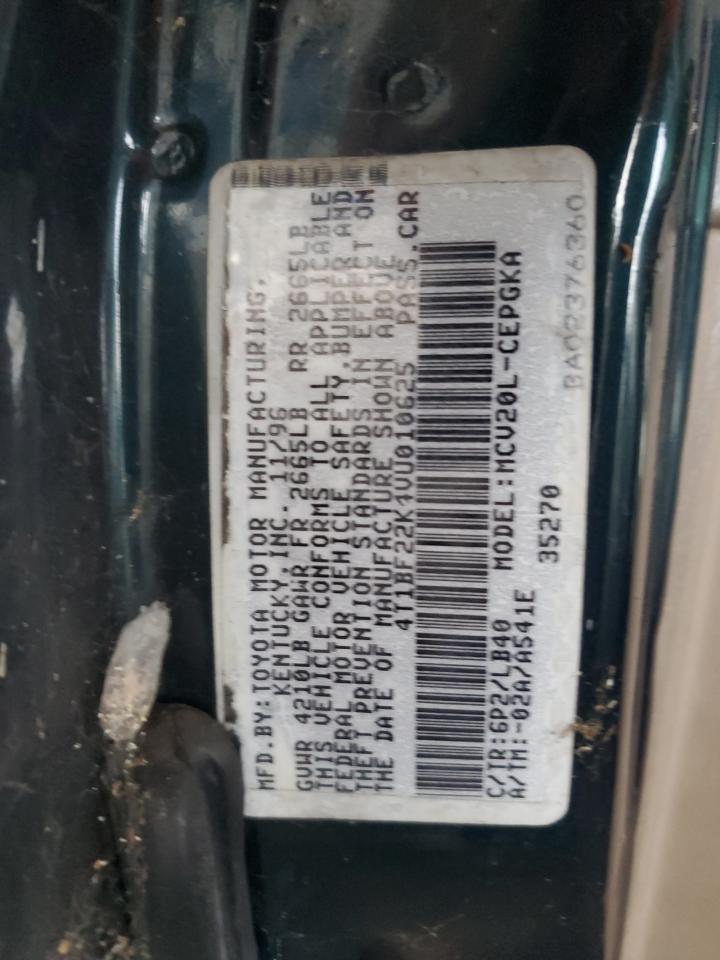 MFD.BY:TOYOTA MOTOR MANUFACTURING,
KENTUCKY,INC. 11/96
GVWR 4210LB GAWR FR 2665LB RR 2665LB
THIS VEHICLE CONFORMS TO ALL APPLICABLE
FEDERAL MOTOR VEHICLE SAFETY,BUMPER AND
THEFT PREVENTION STANDARDS IN EFFECT ON
THE DATE OF MANUFACTURE SHOWN ABOVE
4T1BF22K4VU010625 PASS.CAR
C/TR:6P2/LB40 MODEL:MCV20L-CEPGKA
A/TM:-02A/A541E 35270
BA02376360